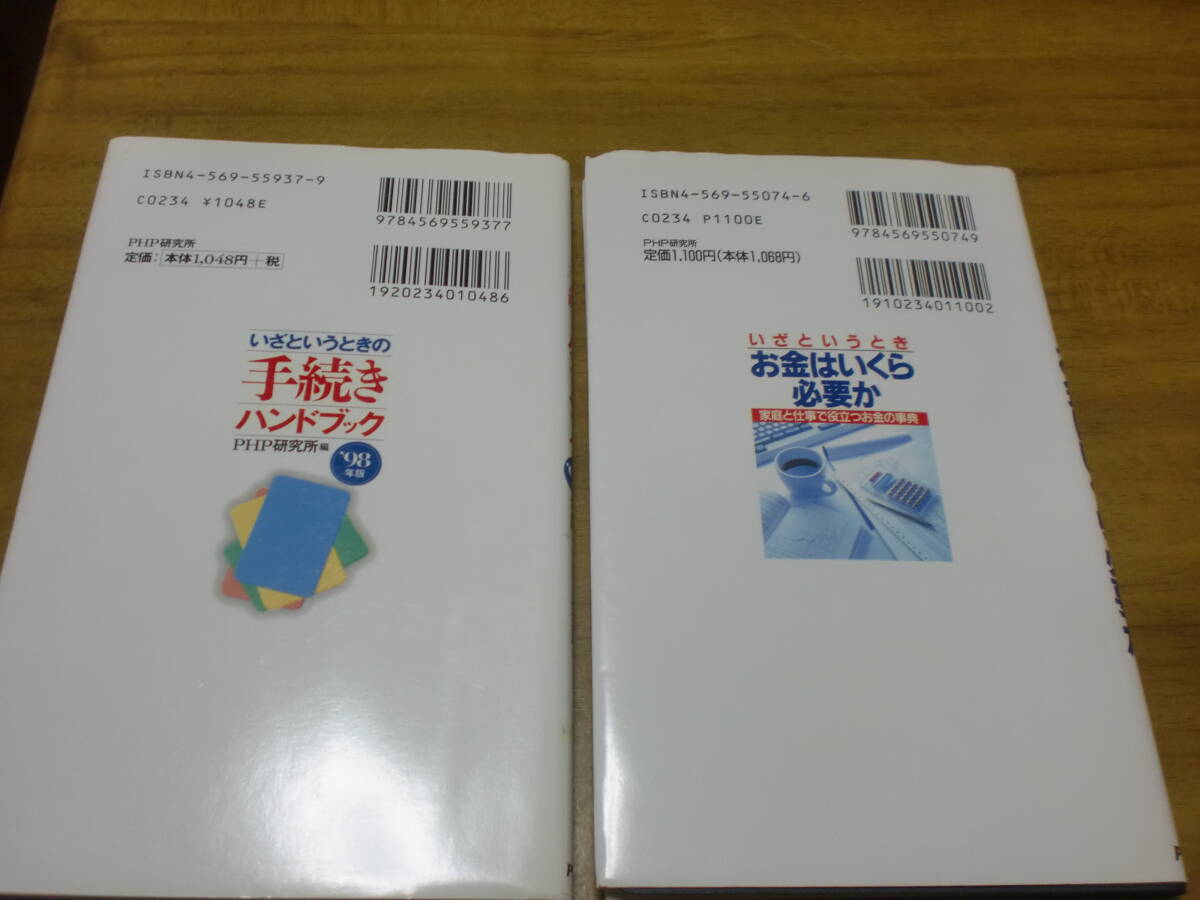 ISBN4-569-55937-9
C0234 ¥1048E
9784569559377
PHP研究所
定価: 本体1,048円+税
1920234010486
いざというときの
手続き
ハンドブック
PHP研究所編
'98
年版
ISBN4-569-55074-6
C0234 P1100E
9784569550749
PHP研究所
定価1,100円(本体1,068円)
1910234011002
いざというとき
お金はいくら
必要か
家庭と仕事で役立つお金の事典